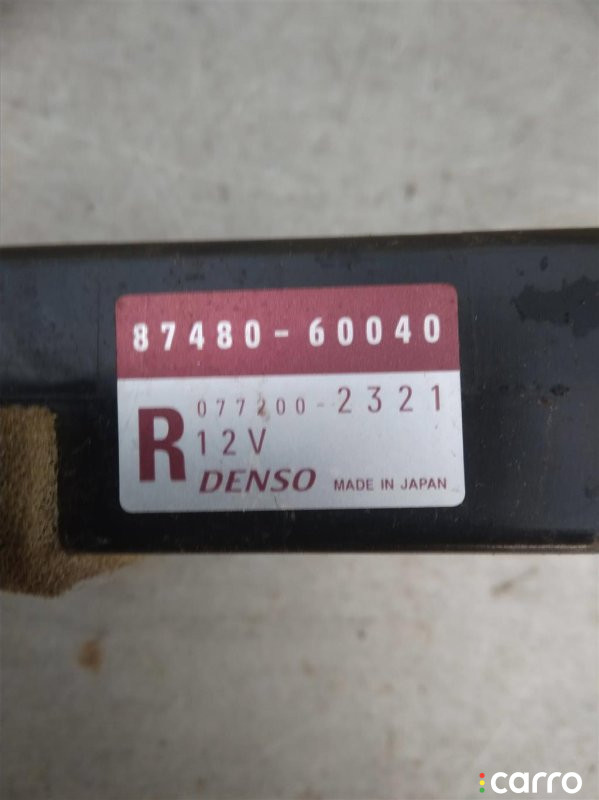 87480-60040
R
077200-2321
12V
DENSO MADE IN JAPAN
carro